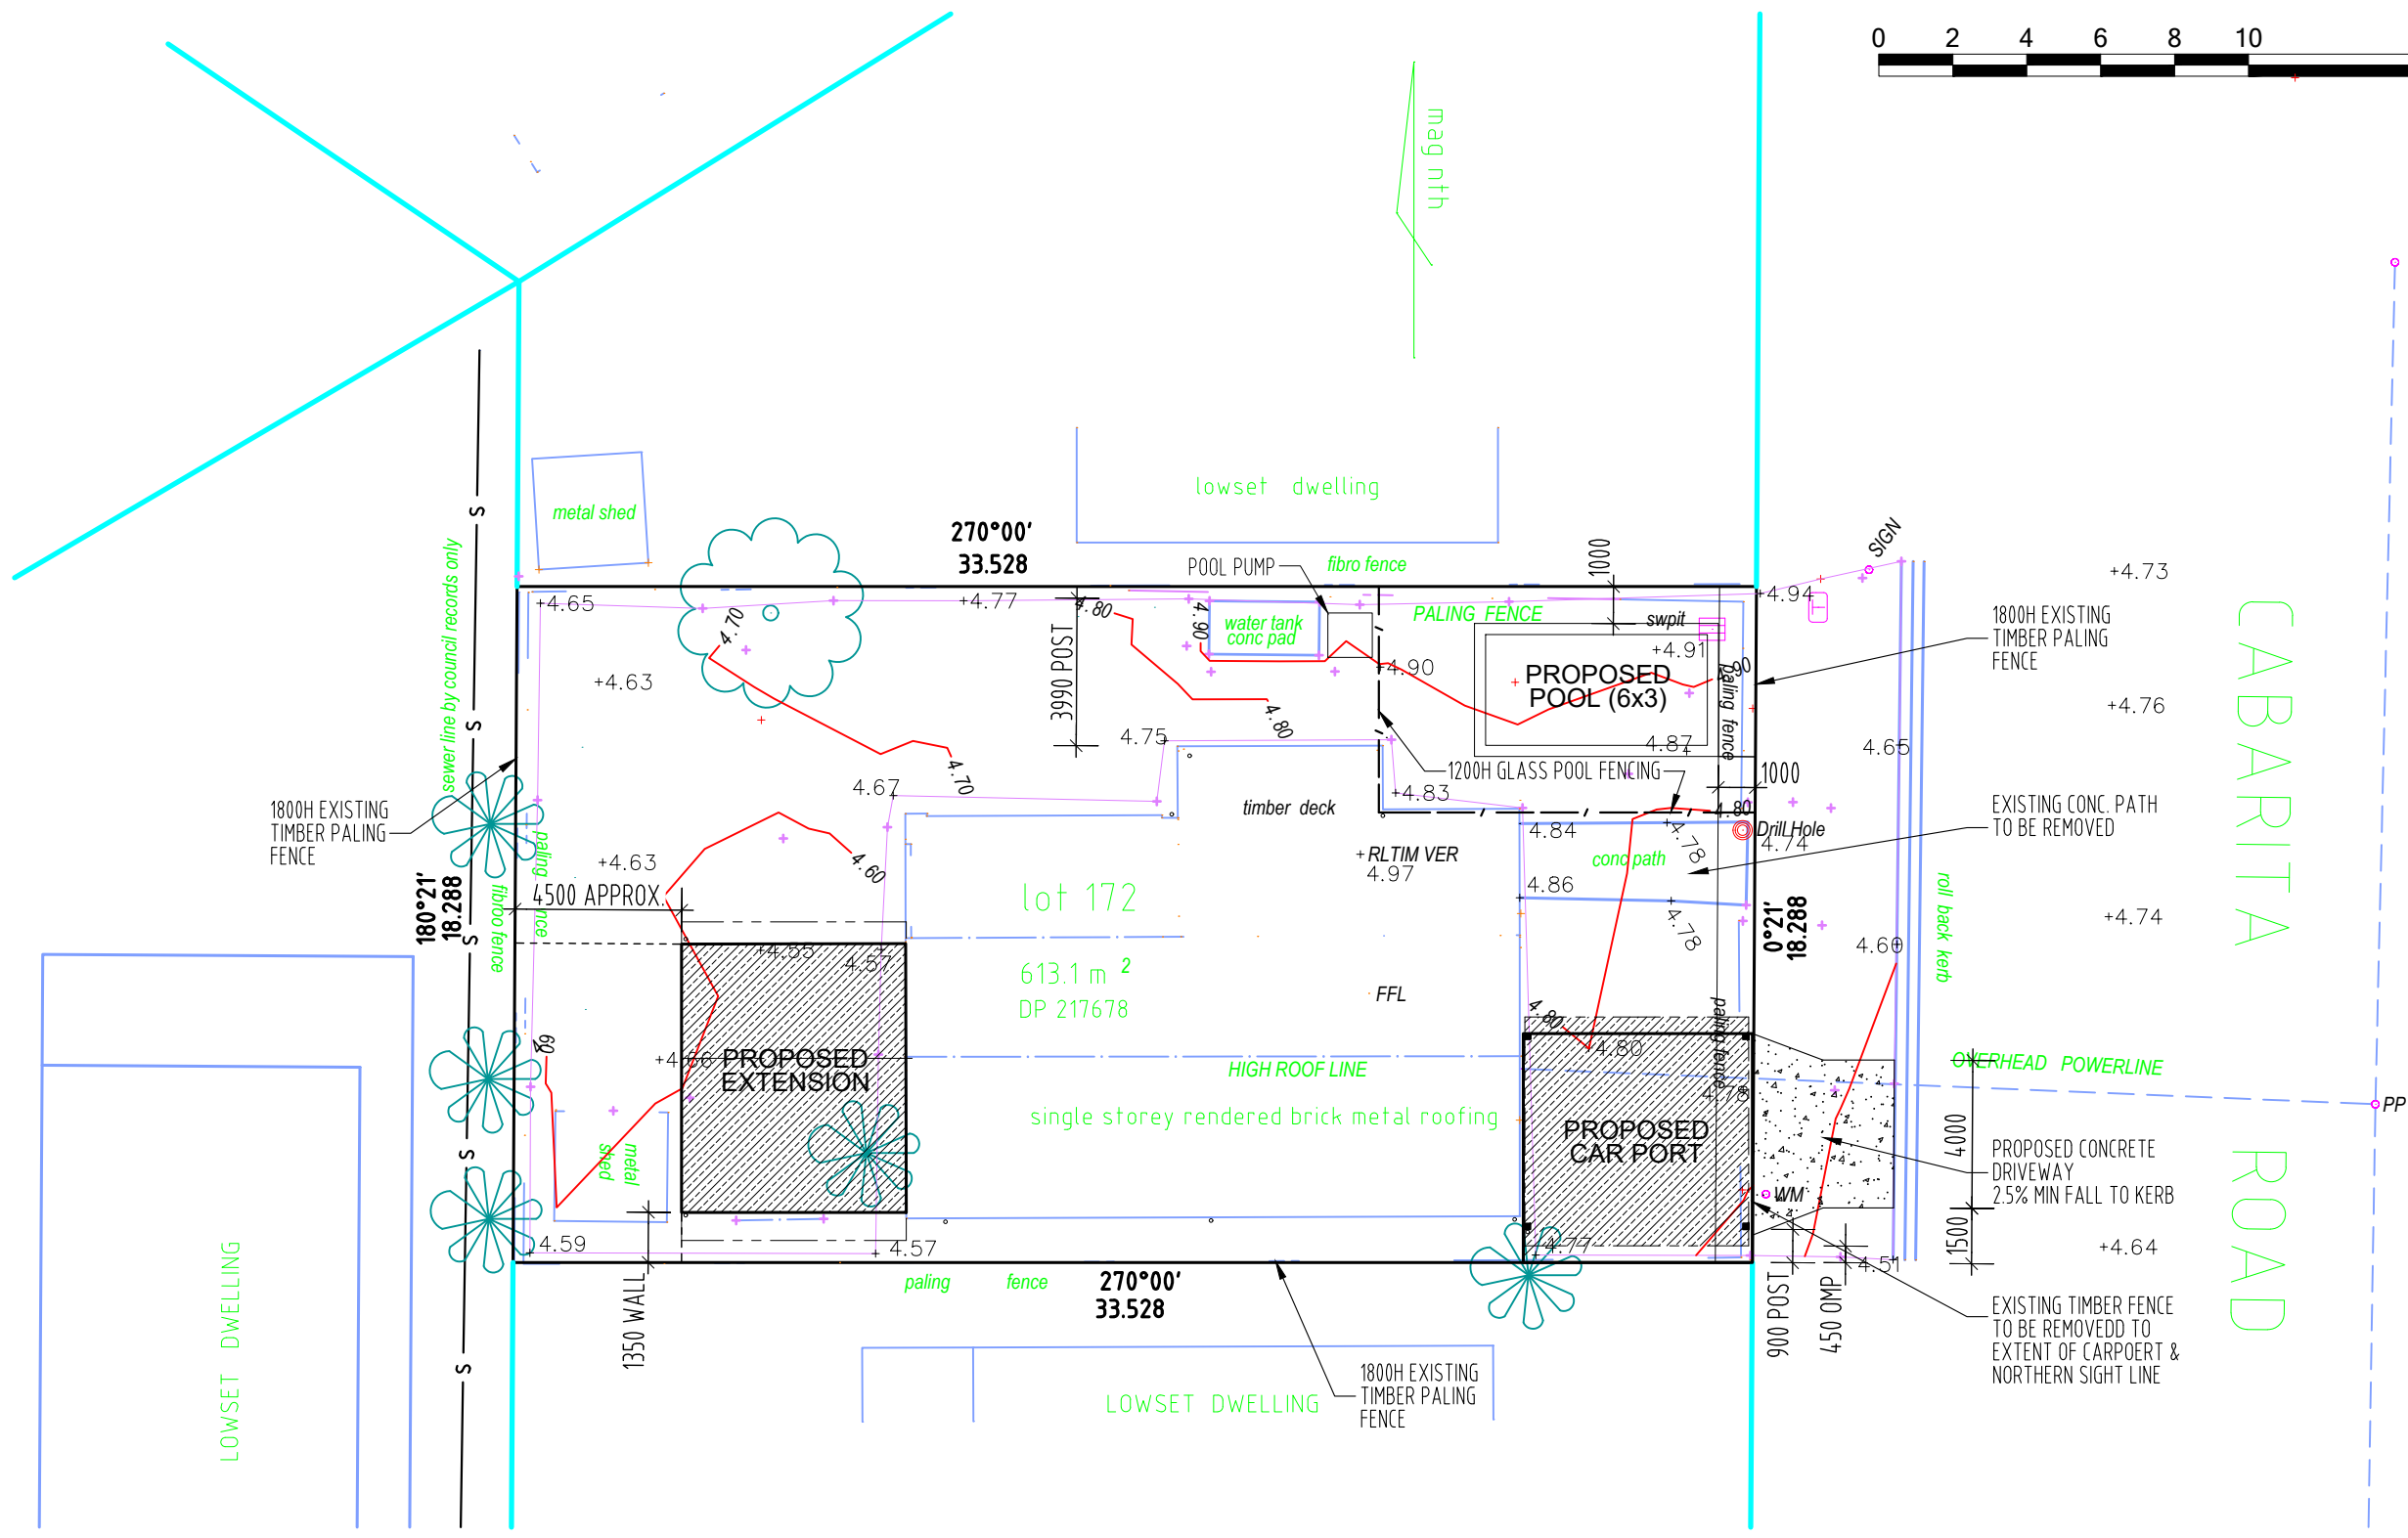 0 2 4 6 8 10
mag nth
lowset dwelling
metal shed
270°00'
33.528
POOL PUMP
fibro fence
1000
SIGN
+4.73
sewer line by council records only
S
S
S
S
S
S
+4.65
+4.77
4.80
4.90
water tank
conc pad
PALING FENCE
swpit
+4.94
1800H EXISTING
TIMBER PALING
FENCE
4.70
3990 POST
+4.63
+4.90
+4.91
PROPOSED
POOL (6x3)
paling fence
+4.76
4.80
4.75
4.87
4.65
CABARITA
ROAD
4.70
1200H GLASS POOL FENCING
1000
4.67
+4.83
timber deck
4.80
EXISTING CONC. PATH
TO BE REMOVED
1800H EXISTING
TIMBER PALING
FENCE
4.84
4.78
Drill Hole
4.74
+RLTIM VER
4.97
conc path
+4.63
4.60
4.86
180°21'
18.288
fibroo fence
paling
4500 APPROX.
lot 172
+4.78
0°21'
18.288
+4.74
roll back kerb
4.60
+4.55
4.57
613.1 m 2
DP 217678
FFL
4.80
paling fence
+4.80
+4.66
PROPOSED
EXTENSION
HIGH ROOF LINE
OVERHEAD POWERLINE
4.78
PP
single storey rendered brick metal roofing
PROPOSED
CAR PORT
4000
PROPOSED CONCRETE
DRIVEWAY
2.5% MIN FALL TO KERB
metal
shed
WM
1500
+4.64
4.59
4.57
+4.77
4.51
1350 WALL
paling fence
270°00'
33.528
900 POST
450 OMP
EXISTING TIMBER FENCE
TO BE REMOVEDD TO
EXTENT OF CARPOERT &
NORTHERN SIGHT LINE
LOWSET DWELLING
LOWSET DWELLING
1800H EXISTING
TIMBER PALING
FENCE